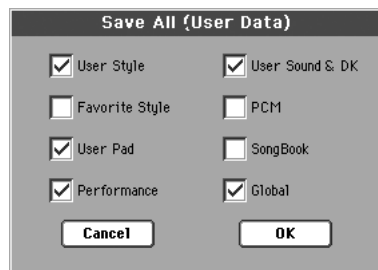 Save All (User Data)
User Style
User Sound & DK
Favorite Style
PCM
User Pad
SongBook
Performance
Global
Cancel
OK